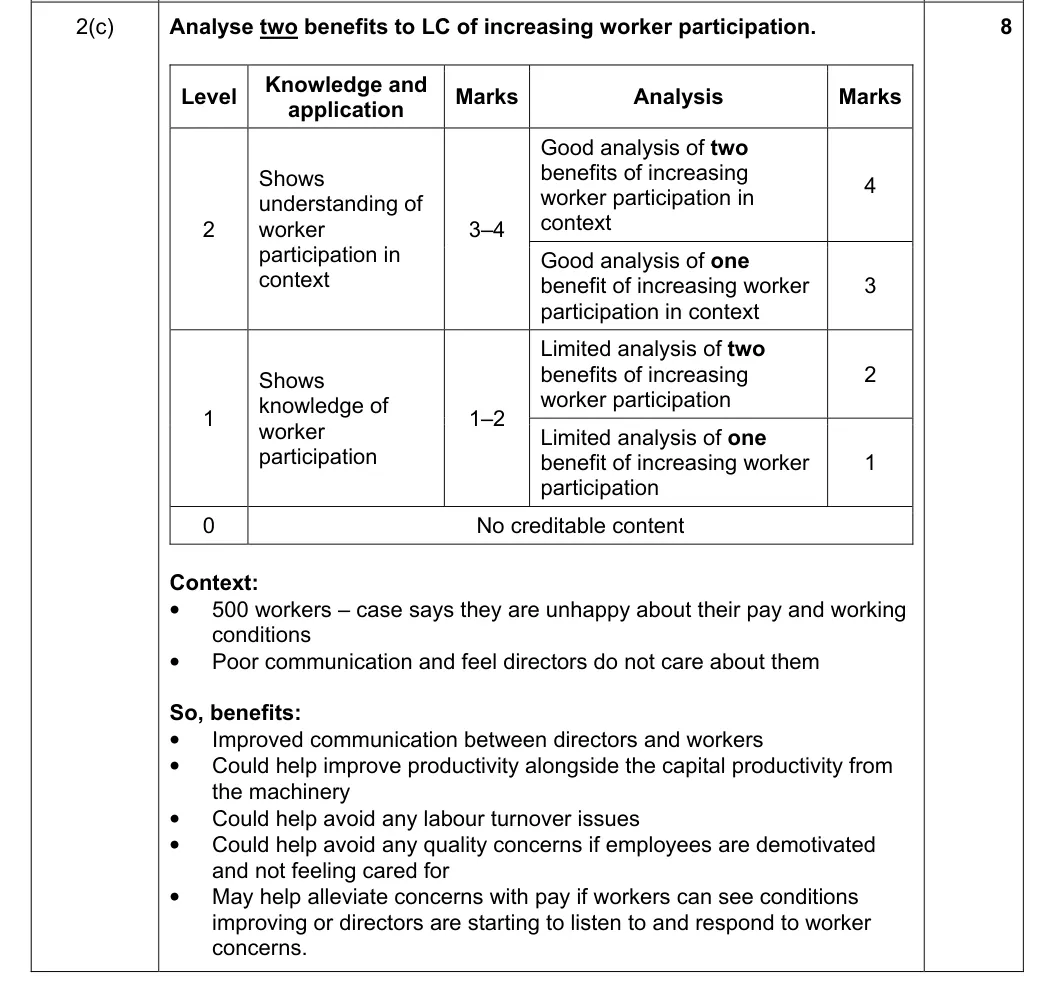 2(c)
Analyse two benefits to LC of increasing worker participation.
8
Level
Knowledge and
application
Marks
Analysis
Marks
2
Shows
understanding of
worker
participation in
context
3–4
Good analysis of two
benefits of increasing
worker participation in
context
4
Good analysis of one
benefit of increasing worker
participation in context
3
1
Shows
knowledge of
worker
participation
1–2
Limited analysis of two
benefits of increasing
worker participation
2
Limited analysis of one
benefit of increasing worker
participation
1
0
No creditable content
Context:
• 500 workers – case says they are unhappy about their pay and working
conditions
• Poor communication and feel directors do not care about them
So, benefits:
• Improved communication between directors and workers
• Could help improve productivity alongside the capital productivity from
the machinery
• Could help avoid any labour turnover issues
• Could help avoid any quality concerns if employees are demotivated
and not feeling cared for
• May help alleviate concerns with pay if workers can see conditions
improving or directors are starting to listen to and respond to worker
concerns.